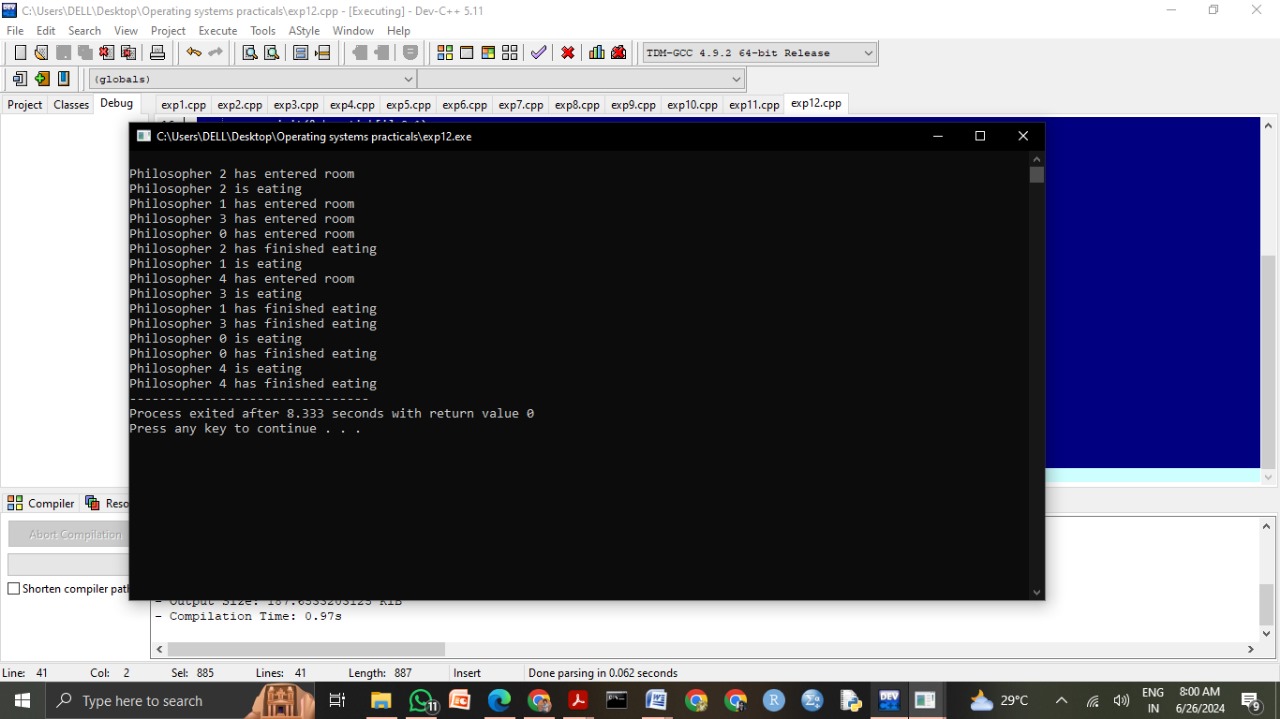 C:\Users\DELL\Desktop\Operating systems practicals\exp12.cpp - [Executing] - Dev-C++ 5.11
File Edit Search View Project Execute Tools AStyle Window Help
TDM-GCC 4.9.2 64-bit Release
(globals)
Project Classes Debug exp1.cpp exp2.cpp exp3.cpp exp4.cpp exp5.cpp exp6.cpp exp7.cpp exp8.cpp exp9.cpp exp10.cpp exp11.cpp exp12.cpp
C:\Users\DELL\Desktop\Operating systems practicals\exp12.exe
Philosopher 2 has entered room
Philosopher 2 is eating
Philosopher 1 has entered room
Philosopher 3 has entered room
Philosopher 0 has entered room
Philosopher 2 has finished eating
Philosopher 1 is eating
Philosopher 4 has entered room
Philosopher 3 is eating
Philosopher 1 has finished eating
Philosopher 3 has finished eating
Philosopher 0 is eating
Philosopher 0 has finished eating
Philosopher 4 is eating
Philosopher 4 has finished eating
--------------------------------
Process exited after 8.333 seconds with return value 0
Press any key to continue . . .
Compiler Reso
Abort Compilation
Shorten compiler pat
- Output Size: 187.6533203125 KiB
- Compilation Time: 0.97s
Line: 41 Col: 2 Sel: 885 Lines: 41 Length: 887 Insert Done parsing in 0.062 seconds
Type here to search
11
29°C
ENG
IN
8:00 AM
6/26/2024
9